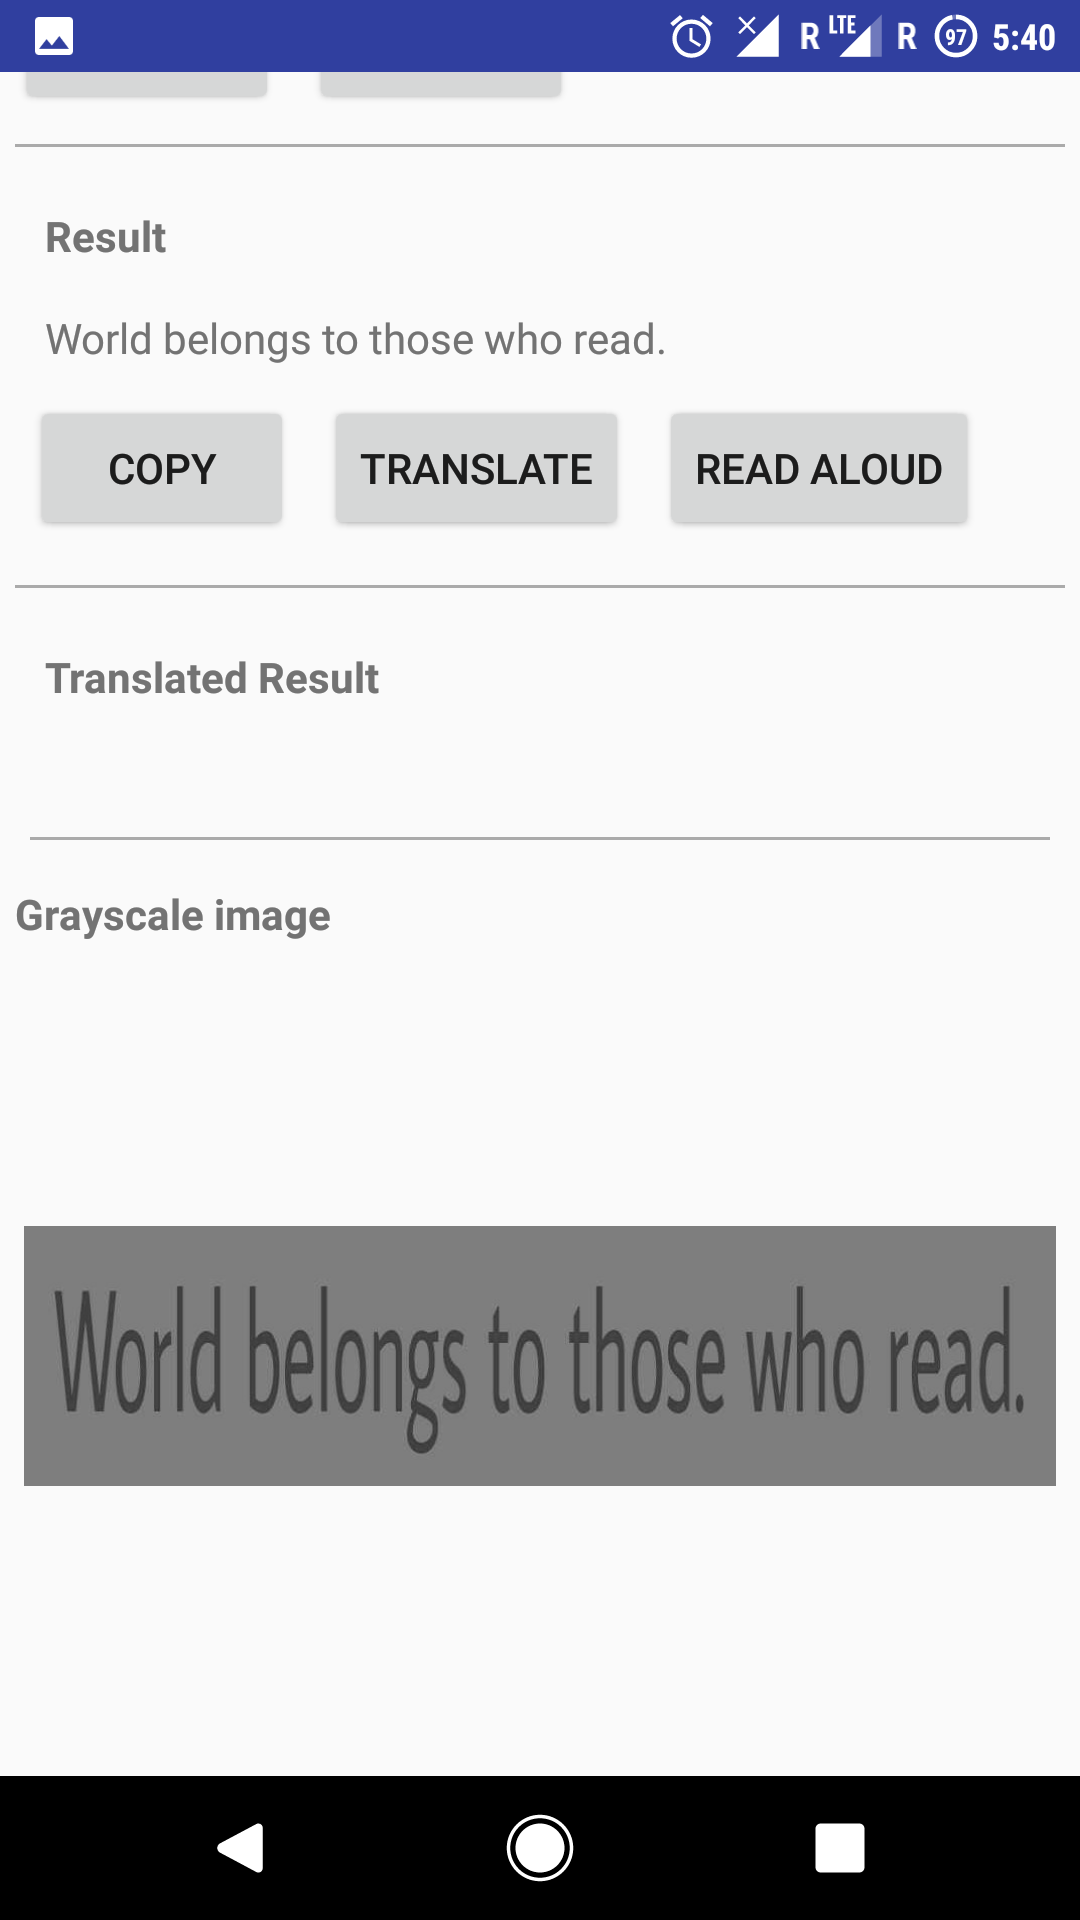 R LTE R 97 5:40
Result
World belongs to those who read.
COPY TRANSLATE READ ALOUD
Translated Result
Grayscale image
World belongs to those who read.